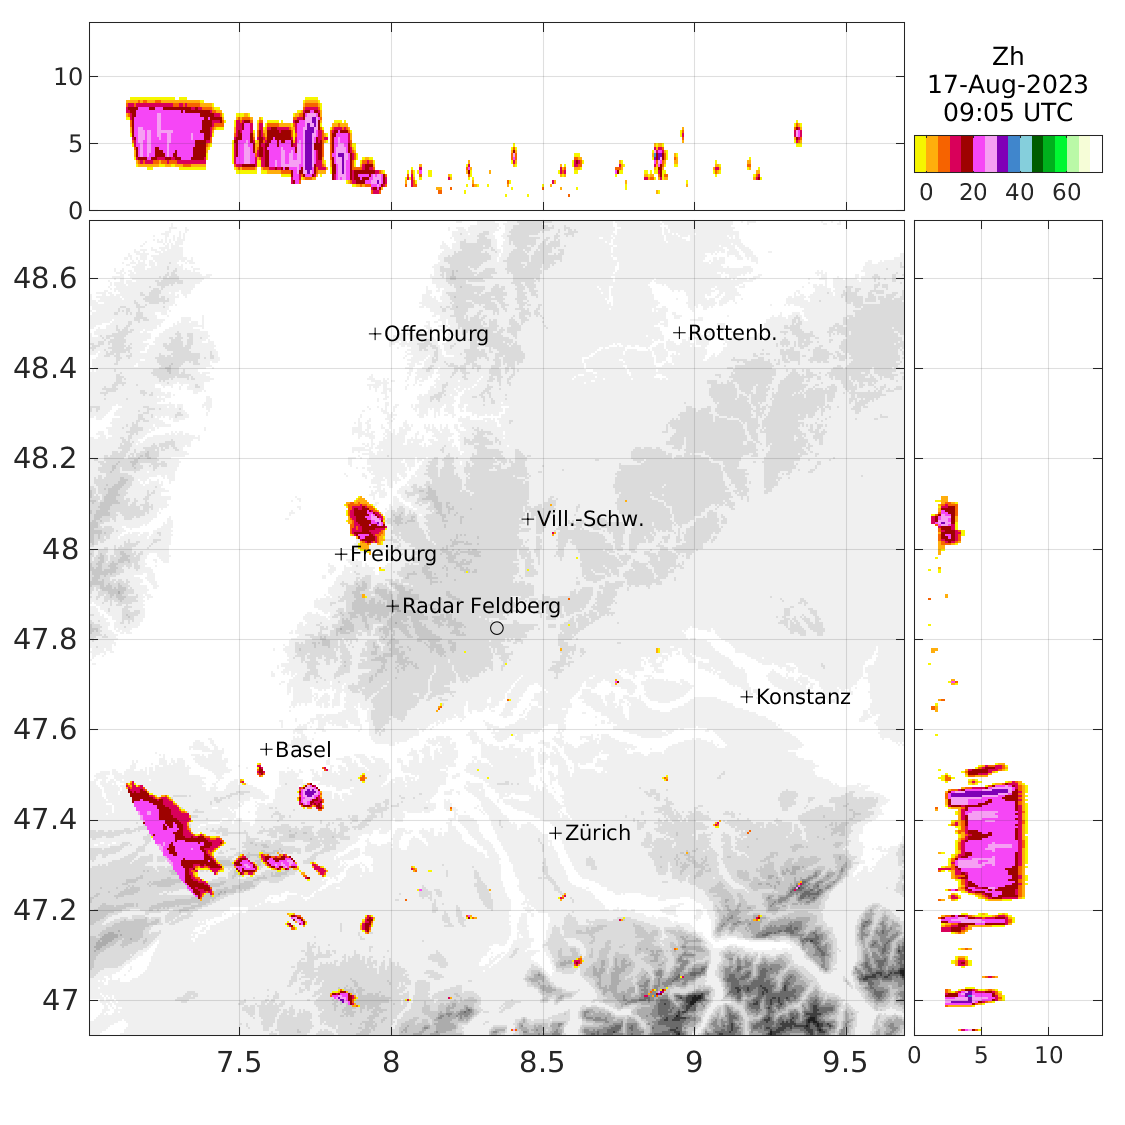 Zh
17-Aug-2023
09:05 UTC
0 20 40 60
10
5
0
48.6
48.4
48.2
48
47.8
47.6
47.4
47.2
47
Offenburg
Rottenb.
Vill.-Schw.
Freiburg
Radar Feldberg
Konstanz
Basel
Zürich
7.5 8 8.5 9 9.5
0 5 10